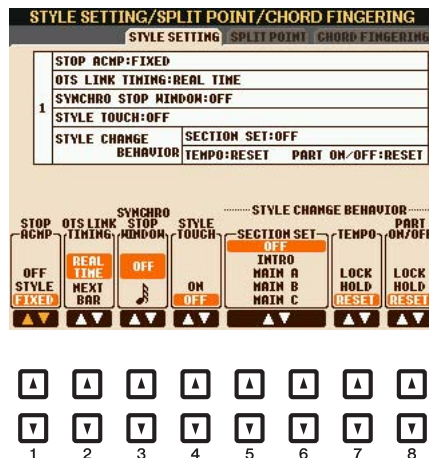 STYLE SETTING/SPLIT POINT/CHORD FINGERING
STYLE SETTING SPLIT POINT CHORD FINGERING
1
STOP ACMP:FIXED
OTS LINK TIMING:REAL TIME
SYNCHRO STOP WINDOW:OFF
STYLE TOUCH:OFF
STYLE CHANGE BEHAVIOR
SECTION SET:OFF
TEMPO:RESET PART ON/OFF:RESET
STOP ACMP
OFF
STYLE
FIXED
OTS LINK TIMING
REAL TIME
NEXT BAR
SYNCHRO STOP WINDOW
OFF
STYLE TOUCH
ON
OFF
STYLE CHANGE BEHAVIOR
SECTION SET
OFF
INTRO
MAIN A
MAIN B
MAIN C
TEMPO
LOCK
HOLD
RESET
PART ON/OFF
LOCK
HOLD
RESET
1 2 3 4 5 6 7 8